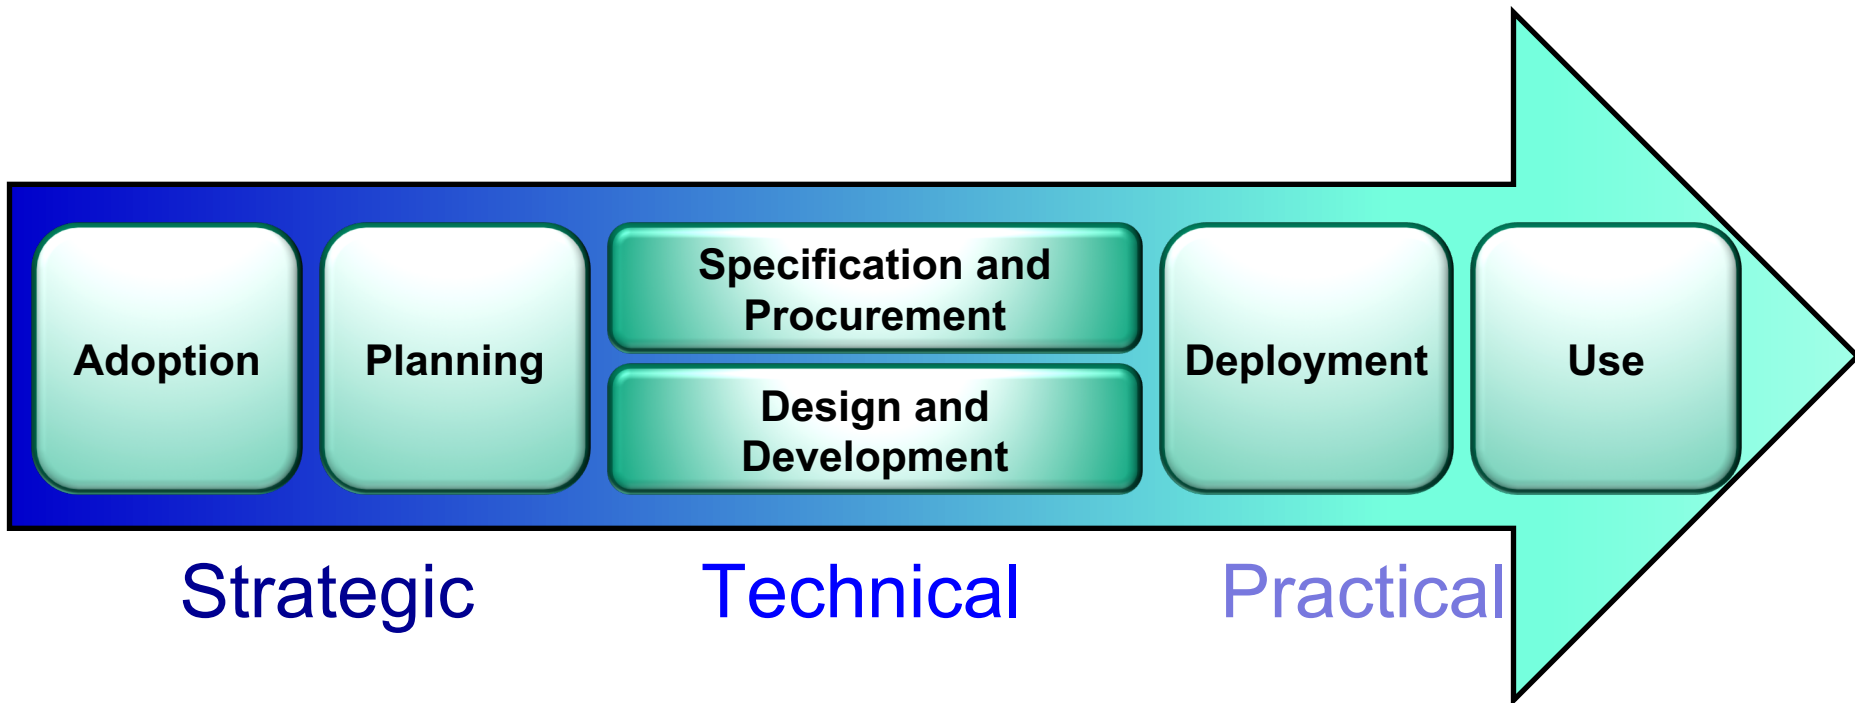 Adoption
Planning
Specification and
Procurement
Design and
Development
Deployment
Use
Strategic
Technical
Practical